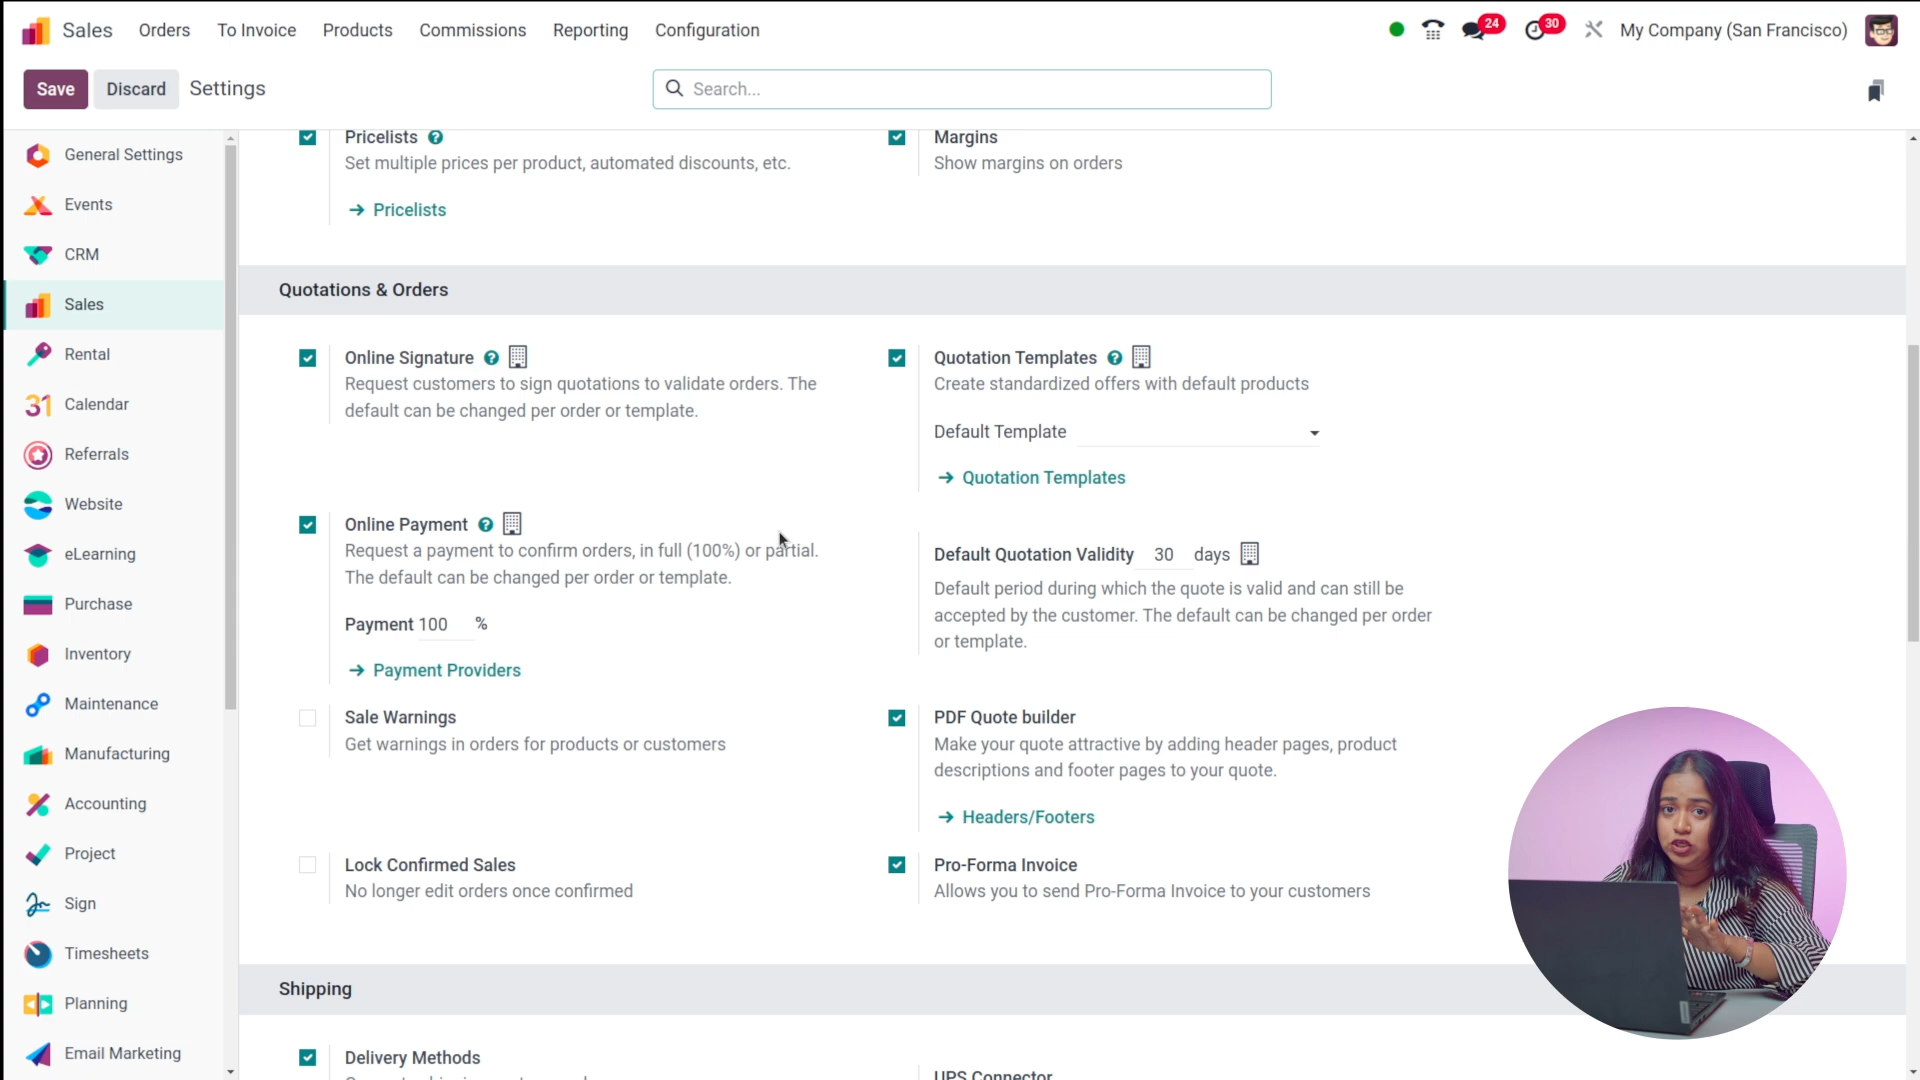 Sales Orders To Invoice Products Commissions Reporting Configuration 24 30 My Company (San Francisco)
Save Discard Settings Search...
General Settings
Events
CRM
Sales
Rental
31 Calendar
Referrals
Website
eLearning
Purchase
Inventory
Maintenance
Manufacturing
Accounting
Project
Sign
Timesheets
Planning
Email Marketing
Pricelists ?
Set multiple prices per product, automated discounts, etc.
→ Pricelists
Margins
Show margins on orders
Quotations & Orders
Online Signature ?
Request customers to sign quotations to validate orders. The
default can be changed per order or template.
Quotation Templates ?
Create standardized offers with default products
Default Template
→ Quotation Templates
Online Payment ?
Request a payment to confirm orders, in full (100%) or partial.
The default can be changed per order or template.
Payment 100 %
→ Payment Providers
Default Quotation Validity 30 days
Default period during which the quote is valid and can still be
accepted by the customer. The default can be changed per order
or template.
Sale Warnings
Get warnings in orders for products or customers
PDF Quote builder
Make your quote attractive by adding header pages, product
descriptions and footer pages to your quote.
→ Headers/Footers
Lock Confirmed Sales
No longer edit orders once confirmed
Pro-Forma Invoice
Allows you to send Pro-Forma Invoice to your customers
Shipping
Delivery Methods
UPS Connector